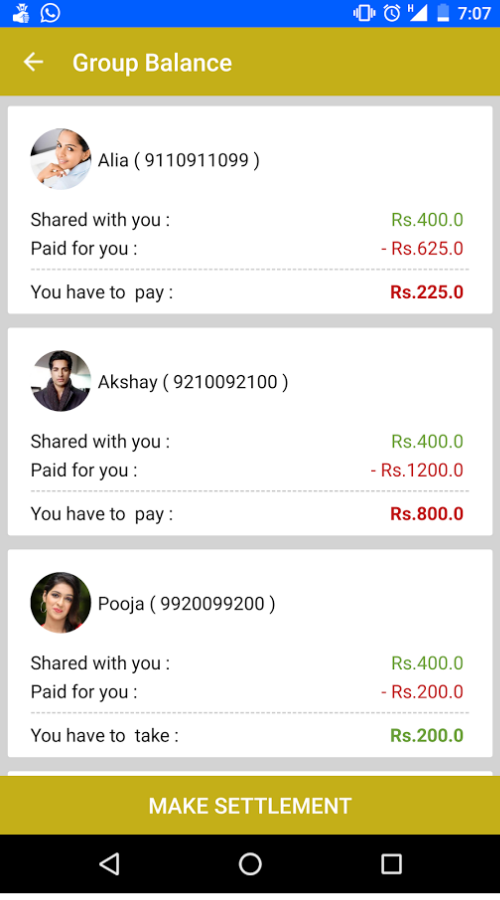 H 7:07
Group Balance
Alia ( 9110911099 )
Shared with you : Rs.400.0
Paid for you : - Rs.625.0
You have to pay : Rs.225.0
Akshay ( 9210092100 )
Shared with you : Rs.400.0
Paid for you : - Rs.1200.0
You have to pay : Rs.800.0
Pooja ( 9920099200 )
Shared with you : Rs.400.0
Paid for you : - Rs.200.0
You have to take : Rs.200.0
MAKE SETTLEMENT